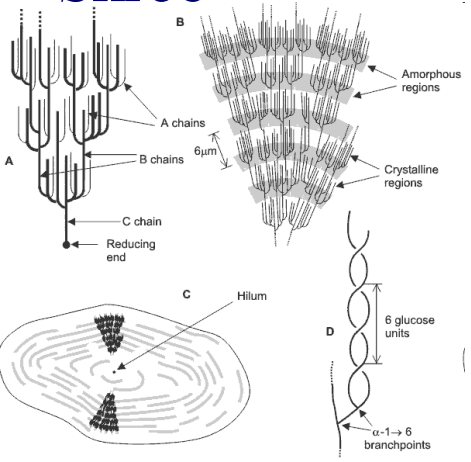 B
Amorphous
regions
A chains
6μm
A
B chains
Crystalline
regions
C chain
Reducing
end
C
Hilum
D
6 glucose
units
α-1→ 6
branchpoints